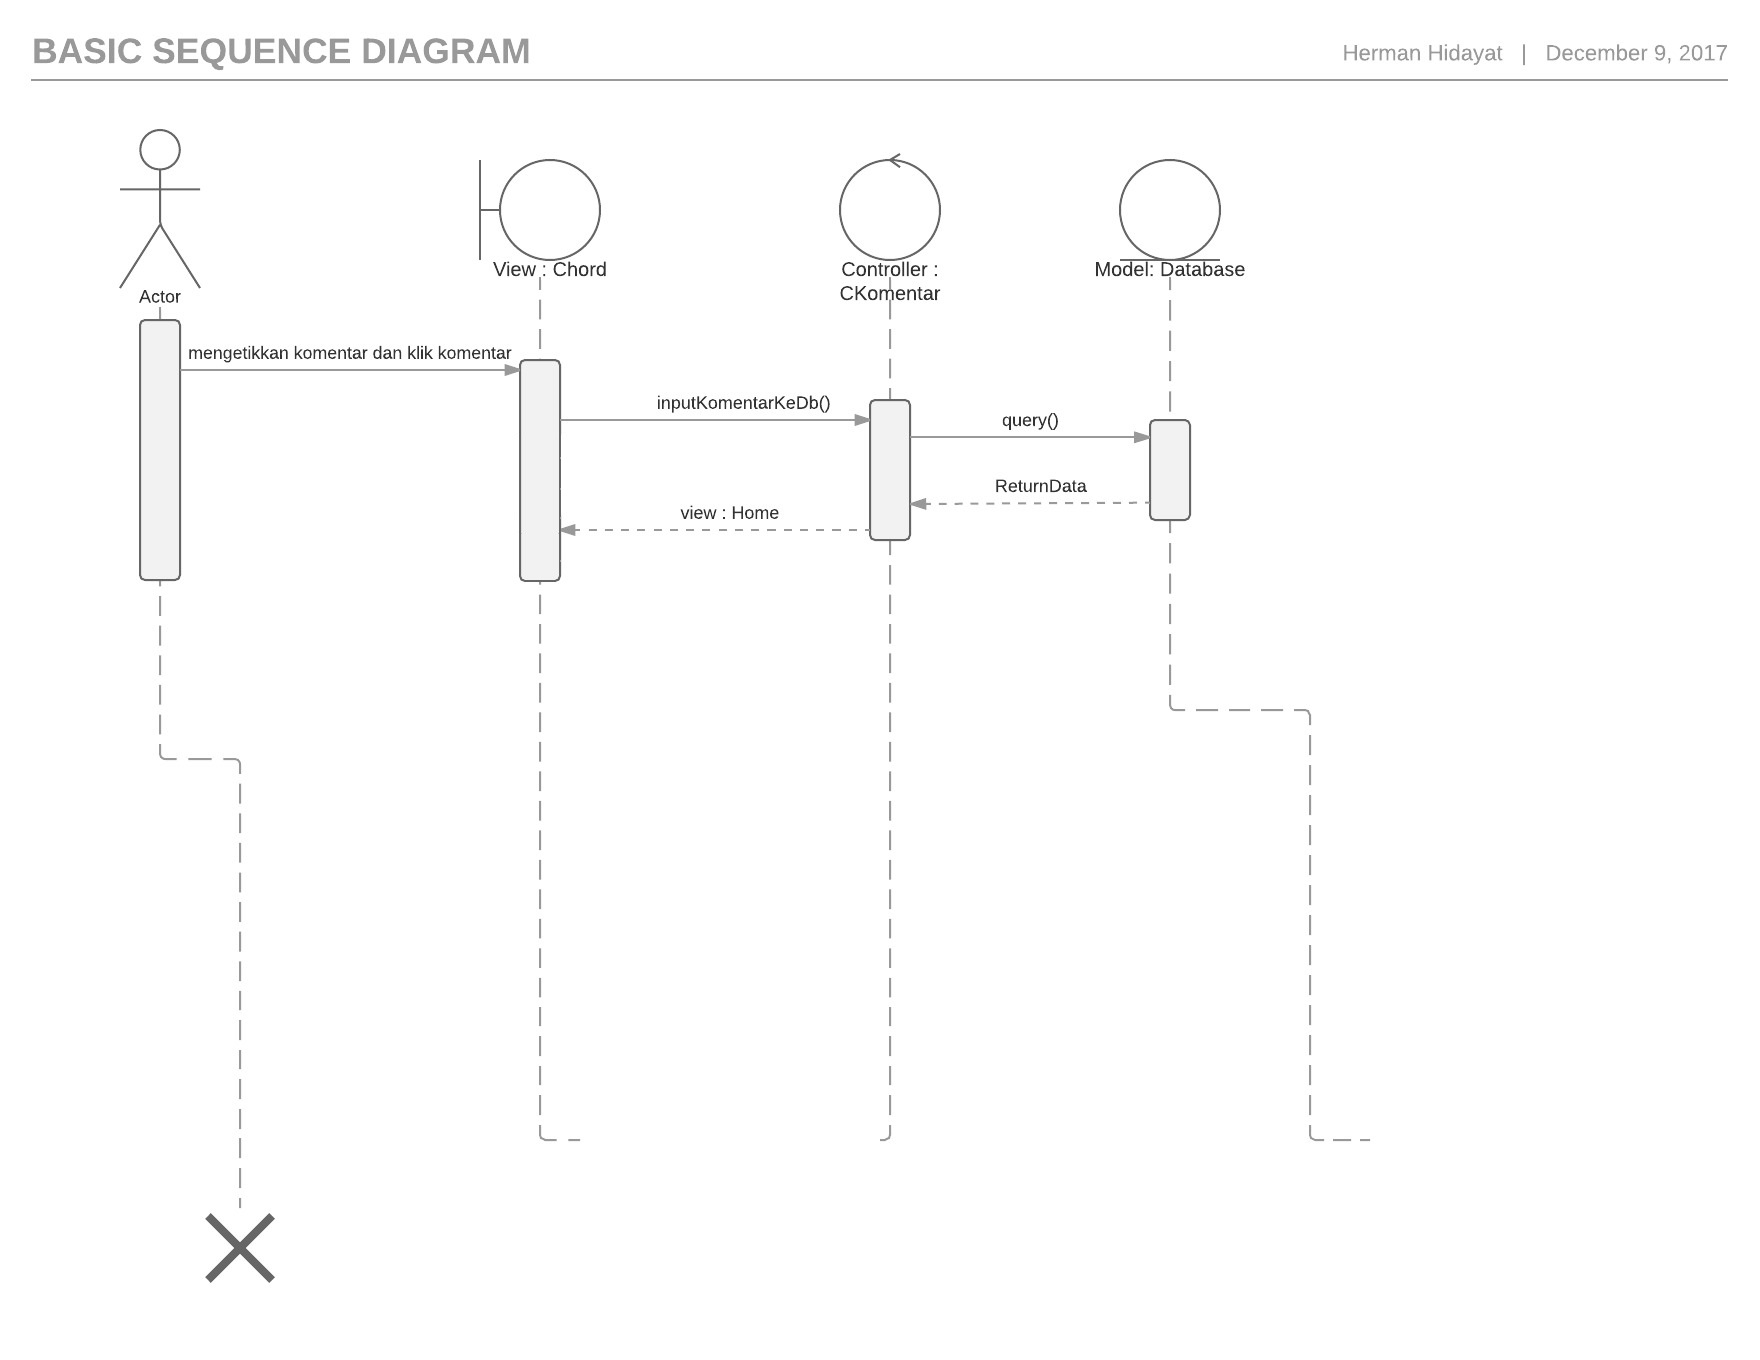 BASIC SEQUENCE DIAGRAM
Herman Hidayat | December 9, 2017
Actor
View : Chord
Controller :
CKomentar
Model: Database
mengetikkan komentar dan klik komentar
inputKomentarKeDb()
query()
ReturnData
view : Home